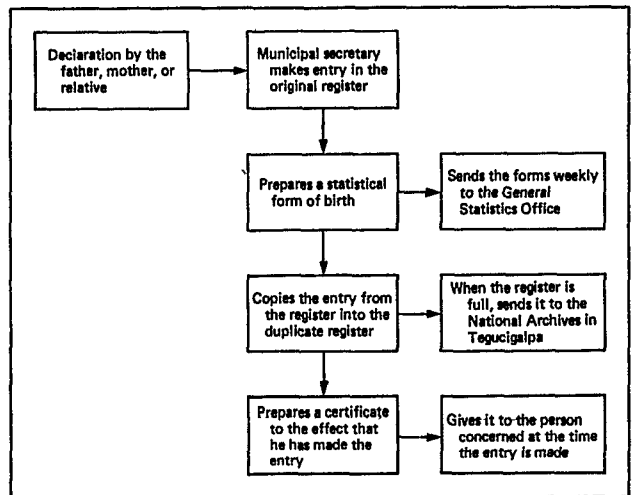 Declaration by the
father, mother, or
relative
Municipal secretary
makes entry in the
original register
Prepares a statistical
form of birth
Sends the forms weekly
to the General
Statistics Office
Copies the entry from
the register into the
duplicate register
When the register is
full, sends it to the
National Archives in
Tegucigalpa
Prepares a certificate
to the effect that
he has made the
entry
Gives it to the person
concerned at the time
the entry is made